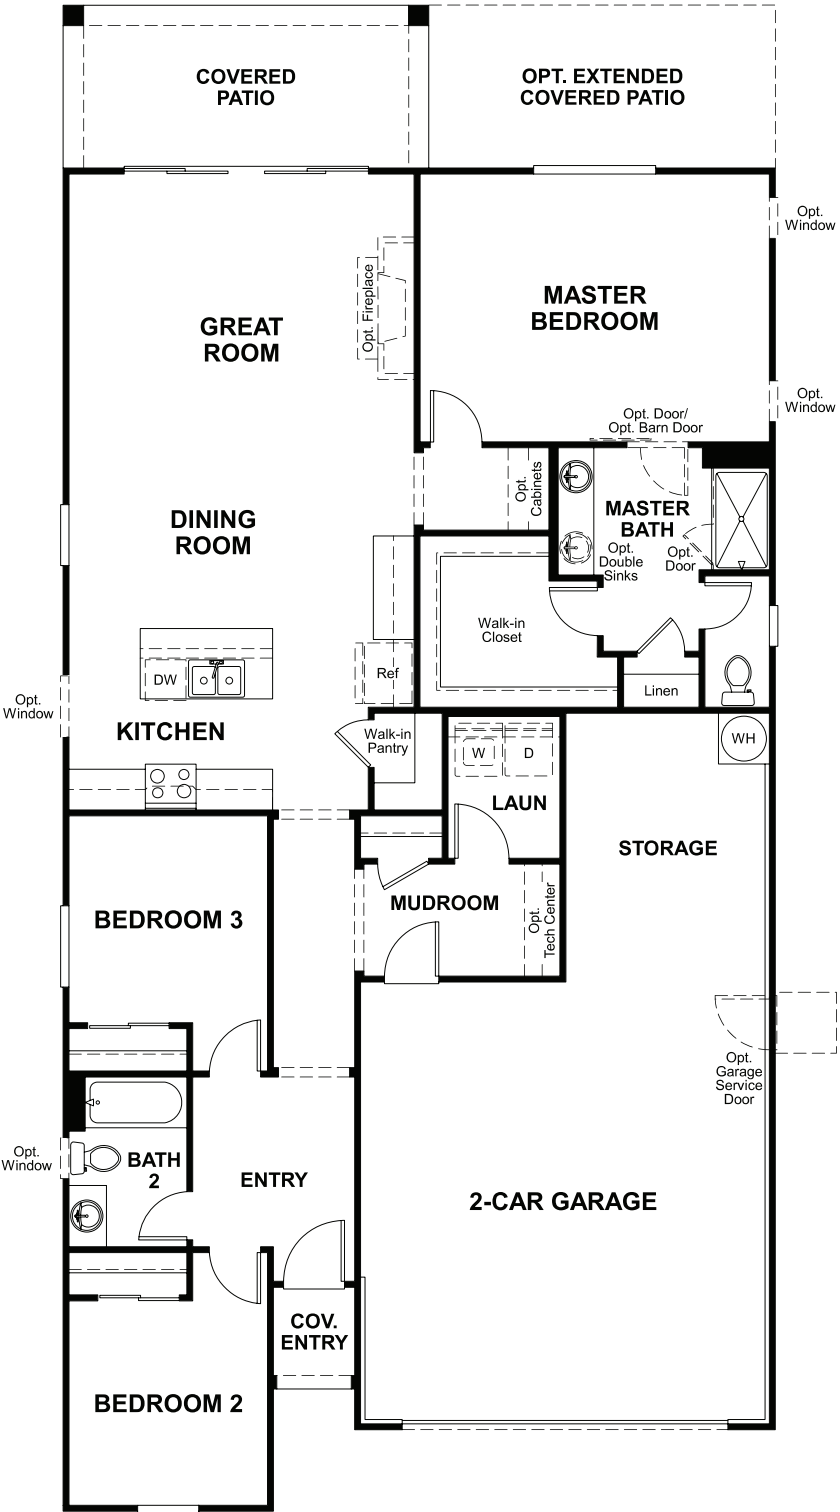 COVERED
PATIO
OPT. EXTENDED
COVERED PATIO
Opt.
Window
Opt. Fireplace
MASTER
BEDROOM
GREAT
ROOM
Opt.
Window
Opt. Door/
Opt. Barn Door
Opt.
Cabinets
MASTER
BATH
DINING
ROOM
Opt.
Double
Sinks
Opt.
Door
Walk-in
Closet
Ref
DW
Linen
Opt.
Window
KITCHEN
Walk-in
Pantry
W
D
WH
LAUN
STORAGE
BEDROOM 3
MUDROOM
Opt.
Tech Center
Opt.
Garage
Service
Door
Opt.
Window
BATH
2
ENTRY
2-CAR GARAGE
COV.
ENTRY
BEDROOM 2